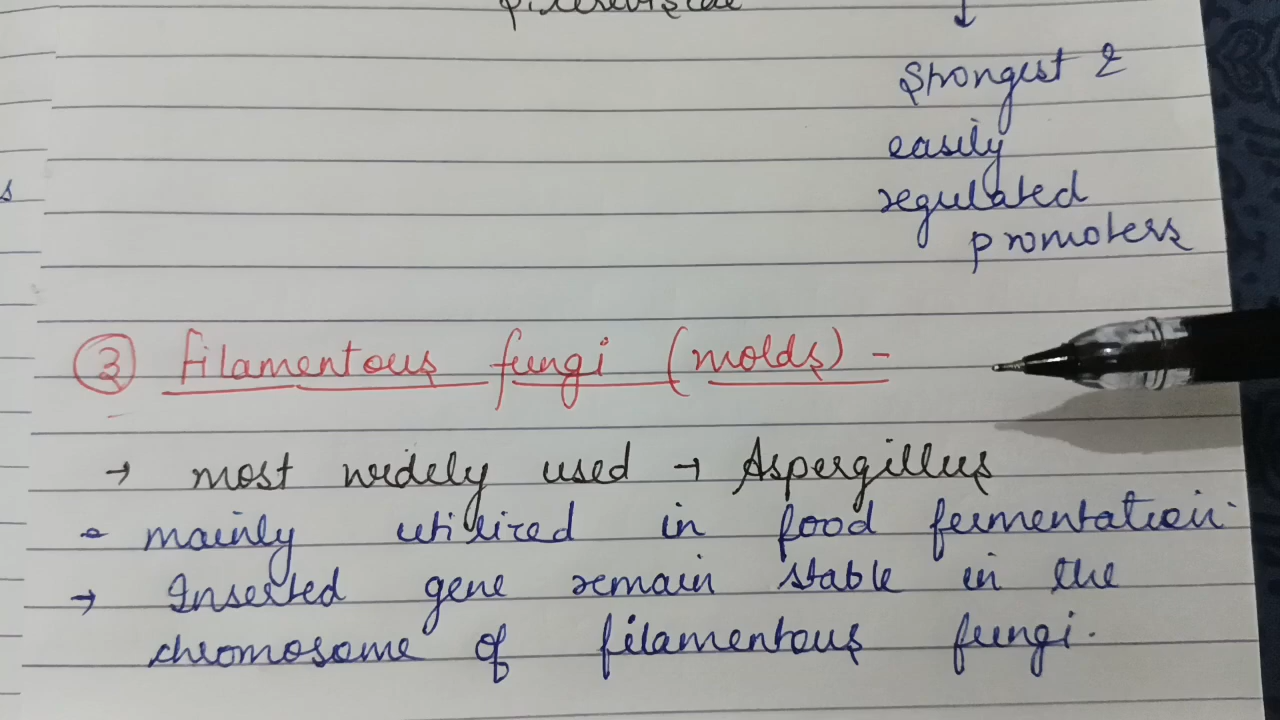 ↓
Strongest &
easily
regulated
promoters
③ filamentous fungi (molds) -
→ most widely used → Aspergillus
- mainly utilized in food fermentation.
→ Inserted gene remain stable in the
chromosome of filamentous fungi.